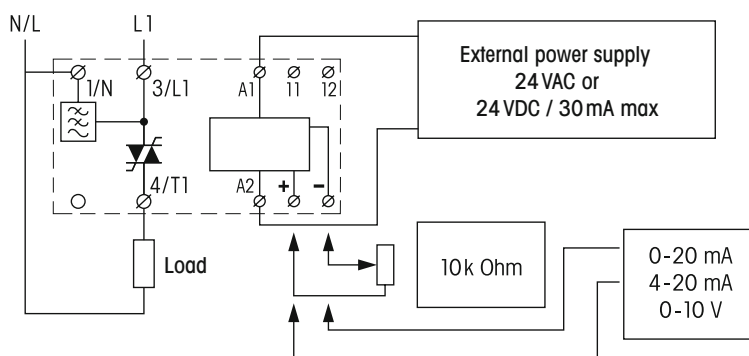 N/L
L1
1/N
3/L1
A1
11
12
External power supply
24 VAC or
24 VDC / 30 mA max
4/T1
A2
+
-
Load
10k Ohm
0-20 mA
4-20 mA
0-10 V